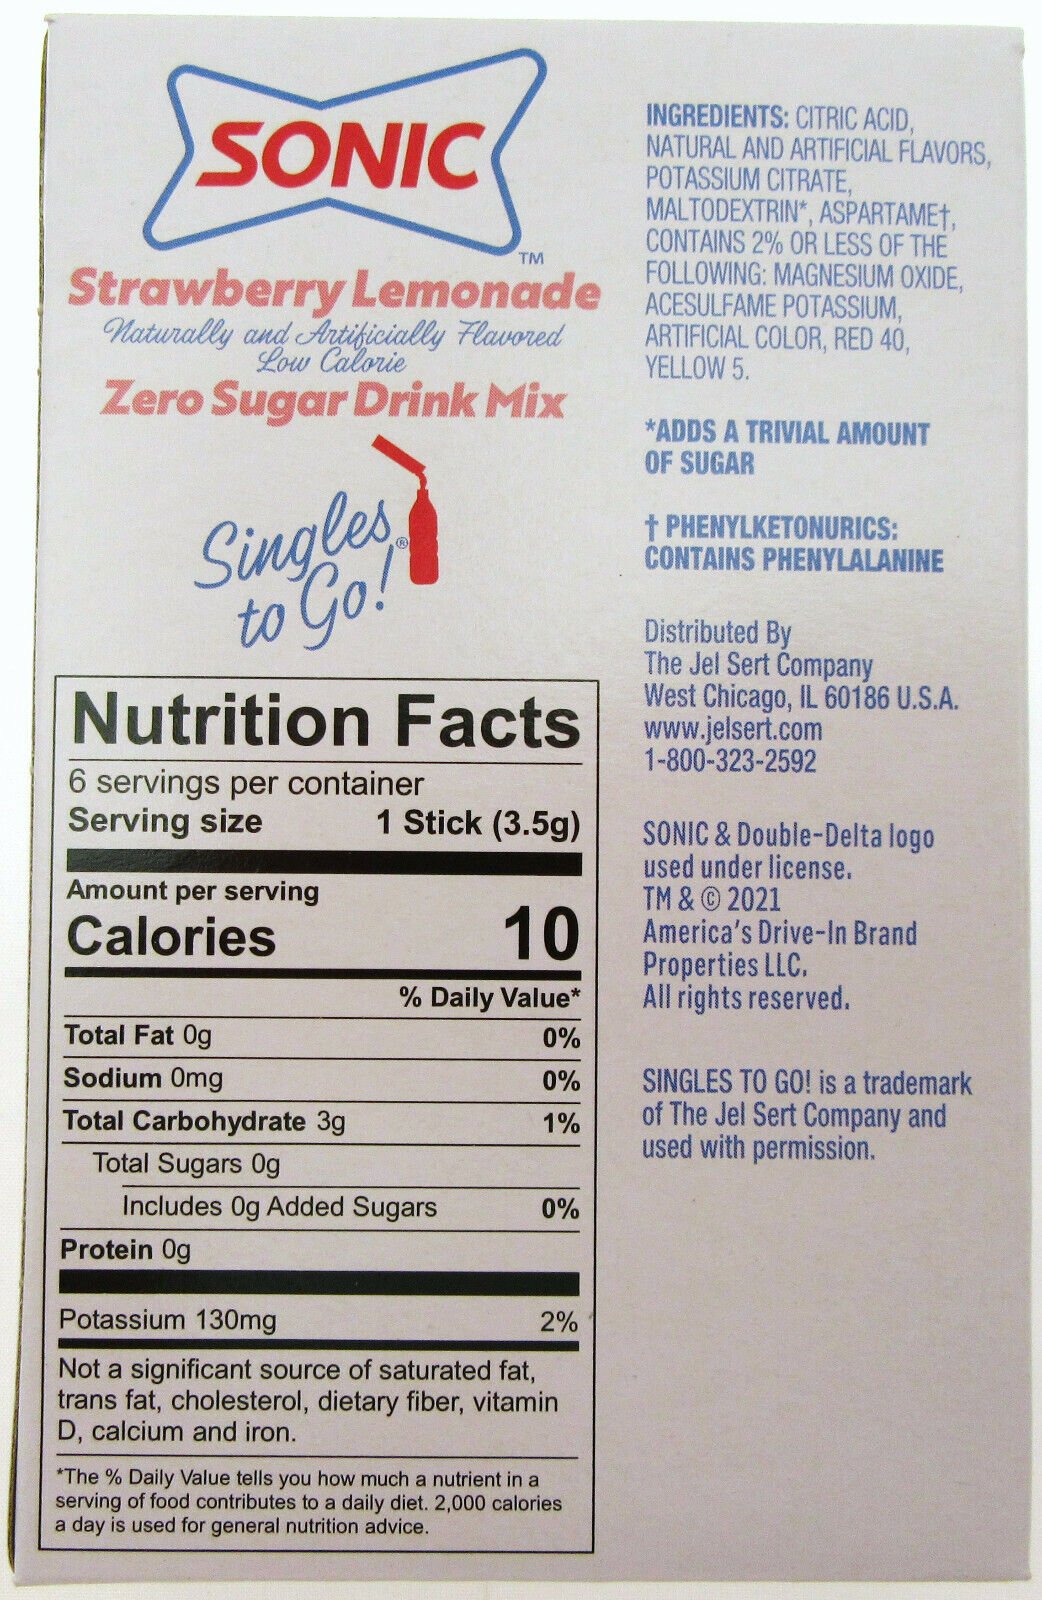 SONIC
TM
Strawberry Lemonade
Naturally and Artificially Flavored
Low Calorie
Zero Sugar Drink Mix
Singles
to Go!®
Nutrition Facts
6 servings per container
Serving size 1 Stick (3.5g)
Amount per serving
Calories 10
% Daily Value*
Total Fat 0g 0%
Sodium 0mg 0%
Total Carbohydrate 3g 1%
Total Sugars 0g
Includes 0g Added Sugars 0%
Protein 0g
Potassium 130mg 2%
Not a significant source of saturated fat,
trans fat, cholesterol, dietary fiber, vitamin
D, calcium and iron.
*The % Daily Value tells you how much a nutrient in a
serving of food contributes to a daily diet. 2,000 calories
a day is used for general nutrition advice.
INGREDIENTS: CITRIC ACID,
NATURAL AND ARTIFICIAL FLAVORS,
POTASSIUM CITRATE,
MALTODEXTRIN*, ASPARTAME†,
CONTAINS 2% OR LESS OF THE
FOLLOWING: MAGNESIUM OXIDE,
ACESULFAME POTASSIUM,
ARTIFICIAL COLOR, RED 40,
YELLOW 5.
*ADDS A TRIVIAL AMOUNT
OF SUGAR
† PHENYLKETONURICS:
CONTAINS PHENYLALANINE
Distributed By
The Jel Sert Company
West Chicago, IL 60186 U.S.A.
www.jelsert.com
1-800-323-2592
SONIC & Double-Delta logo
used under license.
TM & © 2021
America's Drive-In Brand
Properties LLC.
All rights reserved.
SINGLES TO GO! is a trademark
of The Jel Sert Company and
used with permission.